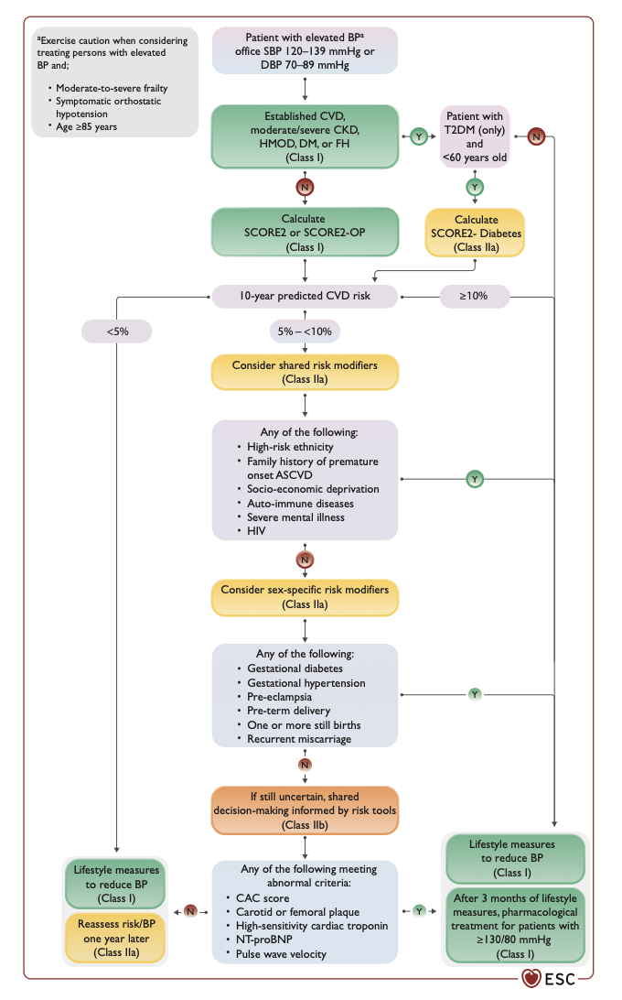 ᵃExercise caution when considering
treating persons with elevated
BP and;
• Moderate-to-severe frailty
• Symptomatic orthostatic
hypotension
• Age ≥85 years
Patient with elevated BPᵃ
office SBP 120–139 mmHg or
DBP 70–89 mmHg
Established CVD,
moderate/severe CKD,
HMOD, DM, or FH
(Class I)
Y
Patient with
T2DM (only)
and
<60 years old
N
N
Y
Calculate
SCORE2 or SCORE2-OP
(Class I)
Calculate
SCORE2- Diabetes
(Class IIa)
10-year predicted CVD risk
≥10%
<5%
5% – <10%
Consider shared risk modifiers
(Class IIa)
Any of the following:
• High-risk ethnicity
• Family history of premature
onset ASCVD
• Socio-economic deprivation
• Auto-immune diseases
• Severe mental illness
• HIV
Y
N
Consider sex-specific risk modifiers
(Class IIa)
Any of the following:
• Gestational diabetes
• Gestational hypertension
• Pre-eclampsia
• Pre-term delivery
• One or more still births
• Recurrent miscarriage
Y
N
If still uncertain, shared
decision-making informed by risk tools
(Class IIb)
Any of the following meeting
abnormal criteria:
• CAC score
• Carotid or femoral plaque
• High-sensitivity cardiac troponin
• NT-proBNP
• Pulse wave velocity
N
Y
Lifestyle measures
to reduce BP
(Class I)
Reassess risk/BP
one year later
(Class IIa)
Lifestyle measures
to reduce BP
(Class I)
After 3 months of lifestyle
measures, pharmacological
treatment for patients with
≥130/80 mmHg
(Class I)
ESC